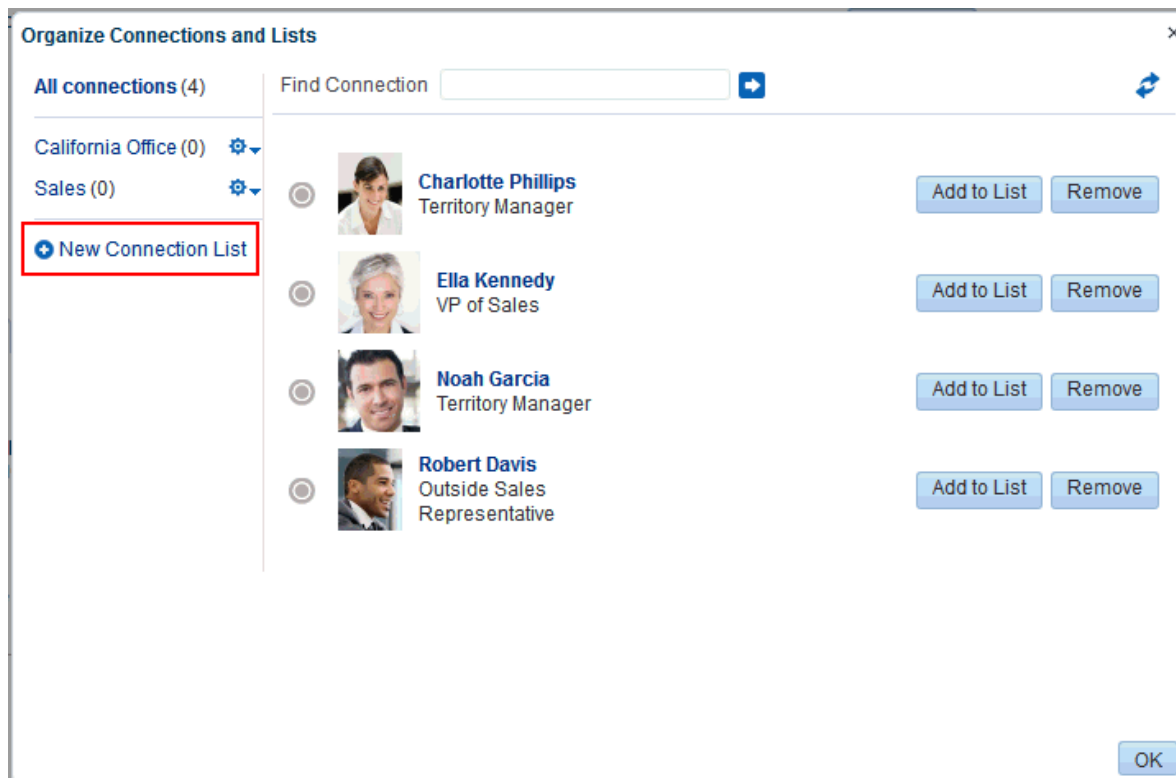 Organize Connections and Lists
All connections (4)
Find Connection
California Office (0)
Sales (0)
New Connection List
Charlotte Phillips
Territory Manager
Add to List
Remove
Ella Kennedy
VP of Sales
Add to List
Remove
Noah Garcia
Territory Manager
Add to List
Remove
Robert Davis
Outside Sales
Representative
Add to List
Remove
OK